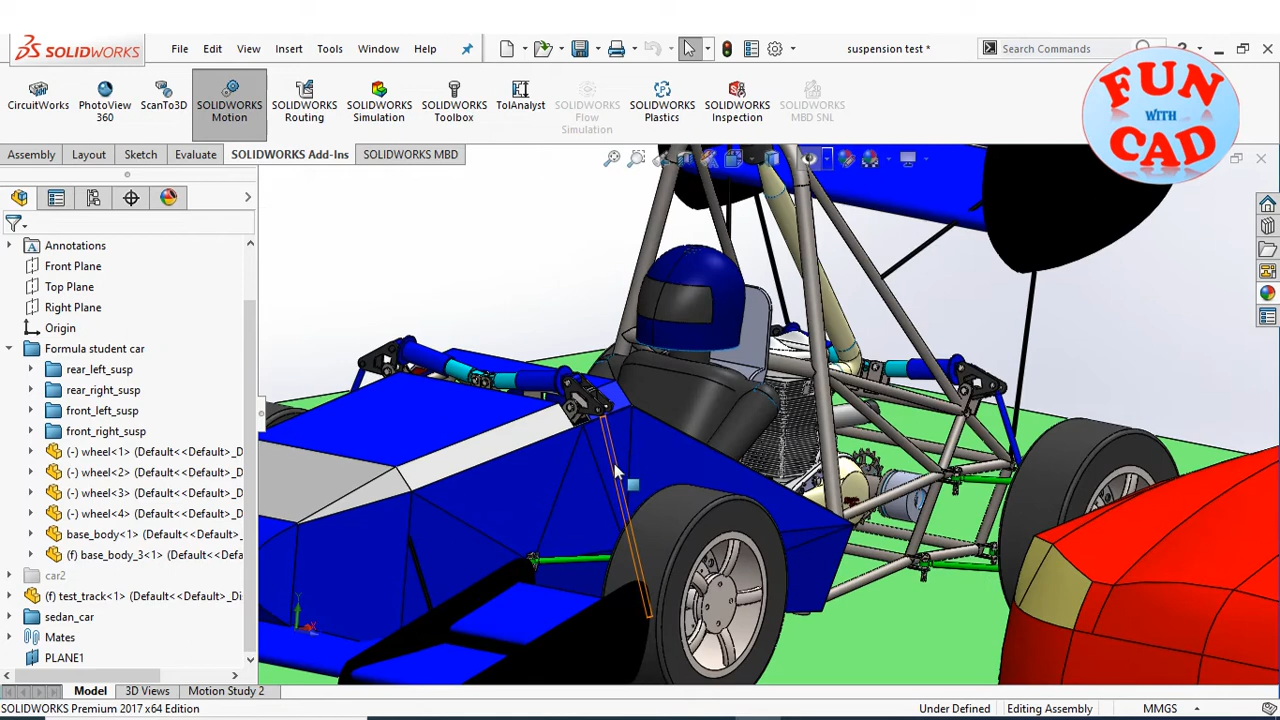 SOLIDWORKS
File Edit View Insert Tools Window Help
suspension test *
Search Commands
?
CircuitWorks
PhotoView 360
ScanTo3D
SOLIDWORKS Motion
SOLIDWORKS Routing
SOLIDWORKS Simulation
SOLIDWORKS Toolbox
TolAnalyst
SOLIDWORKS Flow Simulation
SOLIDWORKS Plastics
SOLIDWORKS Inspection
SOLIDWORKS MBD SNL
FUN
WITH
CAD
Assembly Layout Sketch Evaluate SOLIDWORKS Add-Ins SOLIDWORKS MBD
Annotations
Front Plane
Top Plane
Right Plane
Origin
Formula student car
rear_left_susp
rear_right_susp
front_left_susp
front_right_susp
(-) wheel<1> (Default<<Default>_D
(-) wheel<2> (Default<<Default>_D
(-) wheel<3> (Default<<Default>_D
(-) wheel<4> (Default<<Default>_D
base_body<1> (Default<<Default>_D
(f) base_body_3<1> (Default<<Def
car2
(f) test_track<1> (Default<<Default>_Di
sedan_car
Mates
PLANE1
Model 3D Views Motion Study 2
SOLIDWORKS Premium 2017 x64 Edition
Under Defined Editing Assembly MMGS